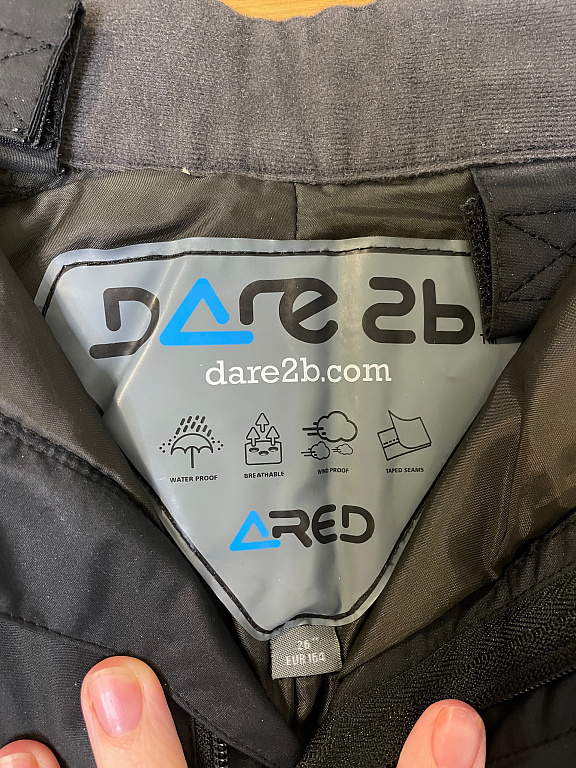 Dare 2b
dare2b.com
WATER PROOF
BREATHABLE
WIND PROOF
TAPED SEAMS
ARED
26"
EUR 164